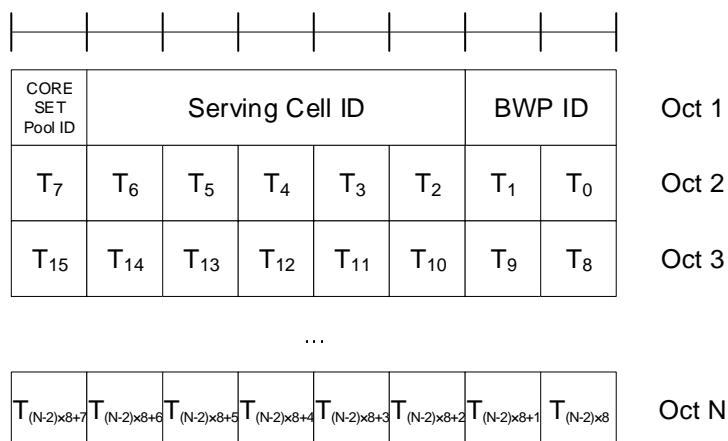 CORE
SET
Pool ID
Serving Cell ID
BWP ID
Oct 1
T7 T6 T5 T4 T3 T2 T1 T0 Oct 2
T15 T14 T13 T12 T11 T10 T9 T8 Oct 3
...
T(N-2)×8+7 T(N-2)×8+6 T(N-2)×8+5 T(N-2)×8+4 T(N-2)×8+3 T(N-2)×8+2 T(N-2)×8+1 T(N-2)×8 Oct N